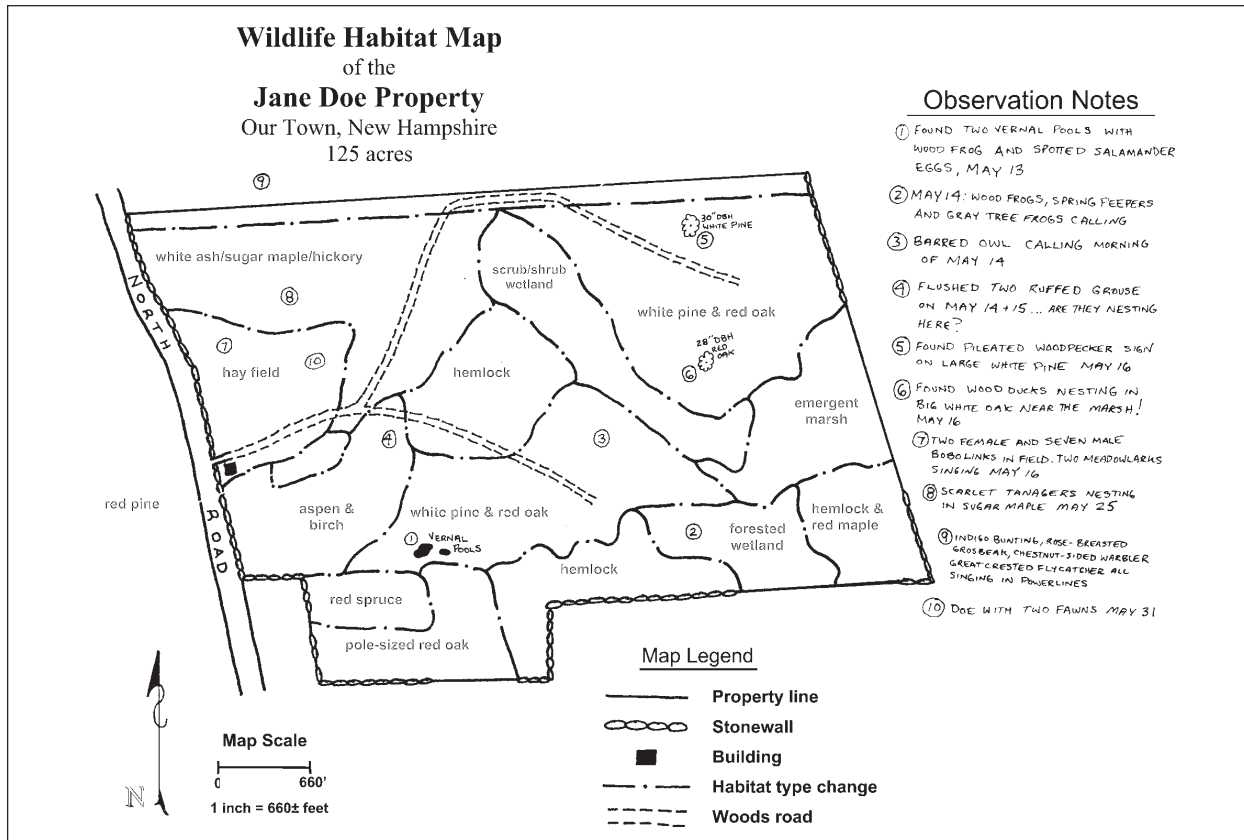 Wildlife Habitat Map
of the
Jane Doe Property
Our Town, New Hampshire
125 acres
Observation Notes
① FOUND TWO VERNAL POOLS WITH
WOOD FROG AND SPOTTED SALAMANDER
EGGS, MAY 13
② MAY 14: WOOD FROGS, SPRING PEEPERS
AND GRAY TREE FROGS CALLING
③ BARRED OWL CALLING MORNING
OF MAY 14
④ FLUSHED TWO RUFFED GROUSE
ON MAY 14 + 15 ... ARE THEY NESTING
HERE?
⑤ FOUND PILEATED WOODPECKER SIGN
ON LARGE WHITE PINE MAY 16
⑥ FOUND WOOD DUCKS NESTING IN
BIG WHITE OAK NEAR THE MARSH!
MAY 16
⑦ TWO FEMALE AND SEVEN MALE
BOBOLINKS IN FIELD. TWO MEADOWLARKS
SINGING MAY 16
⑧ SCARLET TANAGERS NESTING
IN SUGAR MAPLE MAY 25
⑨ INDIGO BUNTING, ROSE-BREASTED
GROSBEAK, CHESTNUT-SIDED WARBLER
GREAT CRESTED FLYCATCHER ALL
SINGING IN POWERLINES
⑩ DOE WITH TWO FAWNS MAY 31
⑨
30" DBH
WHITE PINE
⑤
white ash/sugar maple/hickory
scrub/shrub
wetland
⑧
white pine & red oak
NORTH
ROAD
⑦
⑩
hay field
28" DBH
RED
OAK
⑥
hemlock
emergent
marsh
④
③
red pine
aspen &
birch
white pine & red oak
①
VERNAL
POOLS
②
forested
wetland
hemlock &
red maple
hemlock
red spruce
pole-sized red oak
Map Legend
Property line
Stonewall
Building
Habitat type change
Woods road
N
Map Scale
0 660'
1 inch = 660± feet